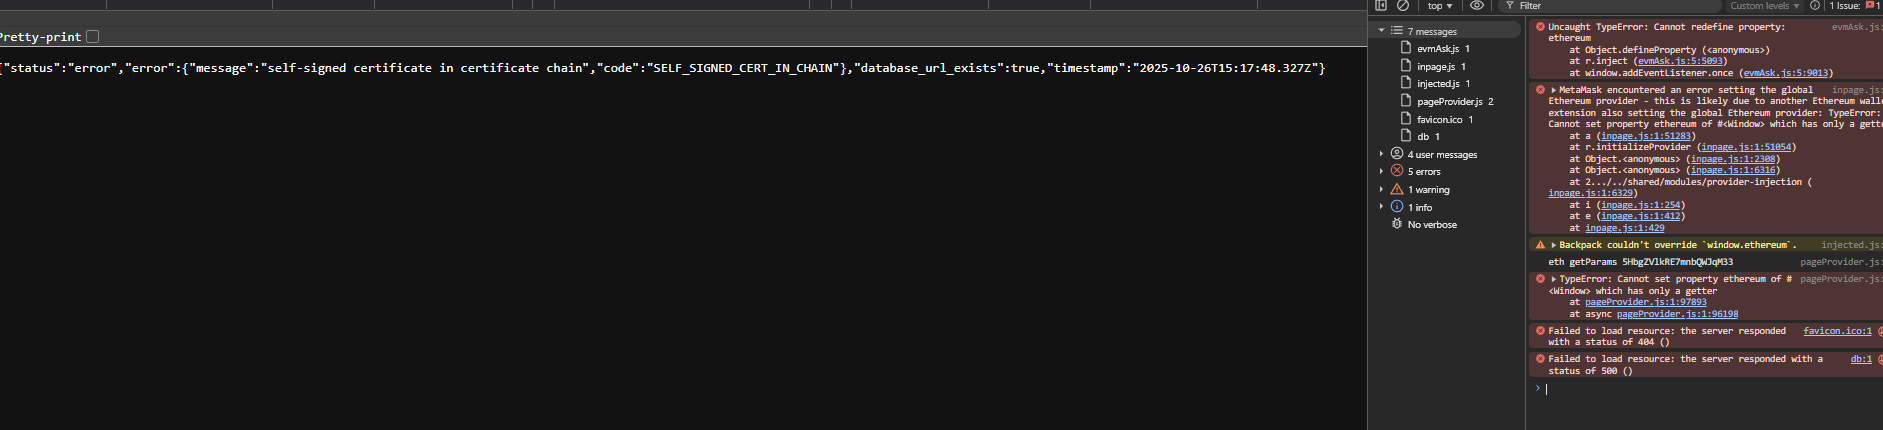 top
Filter
Custom levels
1 Issue:
1
Pretty-print
{"status":"error","error":{"message":"self-signed certificate in certificate chain","code":"SELF_SIGNED_CERT_IN_CHAIN"},"database_url_exists":true,"timestamp":"2025-10-26T15:17:48.327Z"}
7 messages
evmAsk.js 1
inpage.js 1
injected.js 1
pageProvider.js 2
favicon.ico 1
db 1
4 user messages
5 errors
1 warning
1 info
No verbose
Uncaught TypeError: Cannot redefine property: evmAsk.js:
ethereum
at Object.defineProperty (<anonymous>)
at r.inject (evmAsk.js:5:5093)
at window.addEventListener.once (evmAsk.js:5:9013)
MetaMask encountered an error setting the global inpage.js:
Ethereum provider - this is likely due to another Ethereum walle
extension also setting the global Ethereum provider: TypeError:
Cannot set property ethereum of #<Window> which has only a gette
at a (inpage.js:1:51283)
at r.initializeProvider (inpage.js:1:51054)
at Object.<anonymous> (inpage.js:1:2308)
at Object.<anonymous> (inpage.js:1:6316)
at 2.../../shared/modules/provider-injection (
inpage.js:1:6329)
at i (inpage.js:1:254)
at e (inpage.js:1:412)
at inpage.js:1:429
Backpack couldn't override `window.ethereum`. injected.js:
eth getParams 5HbgZVlkRE7mnbQWJqM33 pageProvider.js:
TypeError: Cannot set property ethereum of # pageProvider.js:
<Window> which has only a getter
at pageProvider.js:1:97893
at async pageProvider.js:1:96198
Failed to load resource: the server responded favicon.ico:1
with a status of 404 ()
Failed to load resource: the server responded with a db:1
status of 500 ()